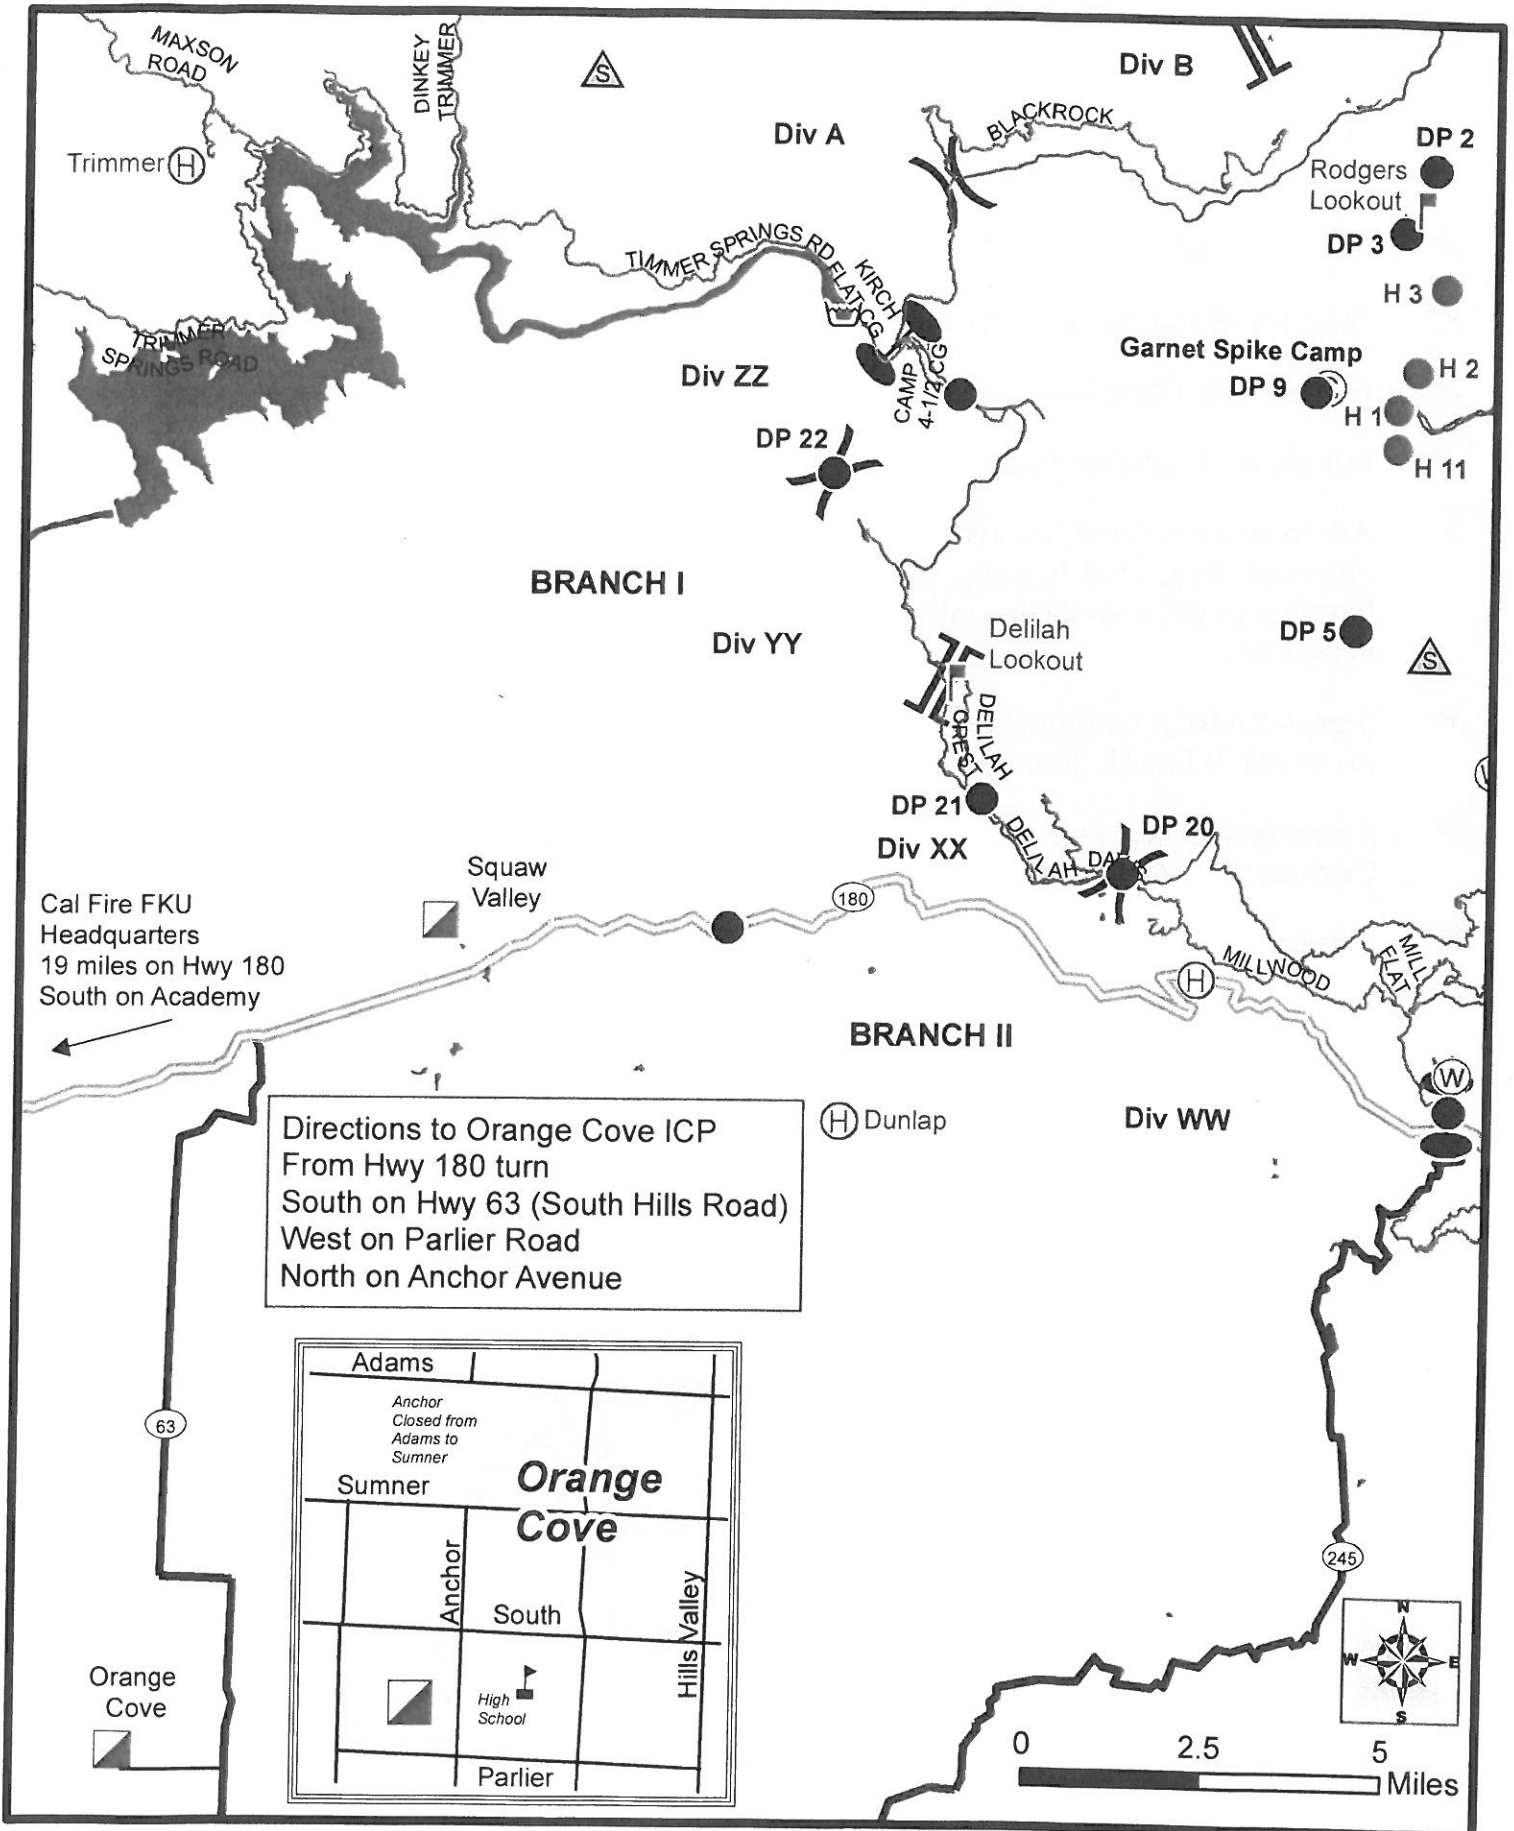 MAXSON
ROAD
DINKEY
TRIMMER
S
Div B
Div A
BLACKROCK
DP 2
Trimmer H
Rodgers
Lookout
DP 3
TIMMER SPRINGS RD
KIRCH
FLAT CG
H 3
TRIMMER
SPRINGS ROAD
Garnet Spike Camp
DP 9
H 2
H 1
H 11
Div ZZ
CAMP
4-1/2 CG
DP 22
BRANCH I
Div YY
Delilah
Lookout
DP 5
S
DELILAH
CREST
DP 21
DELILAH
DP 20
Div XX
Squaw
Valley
180
Cal Fire FKU
Headquarters
19 miles on Hwy 180
South on Academy
MILLWOOD
MILL
FLAT
H
BRANCH II
W
H Dunlap
Div WW
Directions to Orange Cove ICP
From Hwy 180 turn
South on Hwy 63 (South Hills Road)
West on Parlier Road
North on Anchor Avenue
63
Adams
Anchor
Closed from
Adams to
Sumner
Sumner
Orange
Cove
Anchor
South
Hills Valley
High
School
Parlier
Orange
Cove
245
N
W E
S
0 2.5 5
Miles